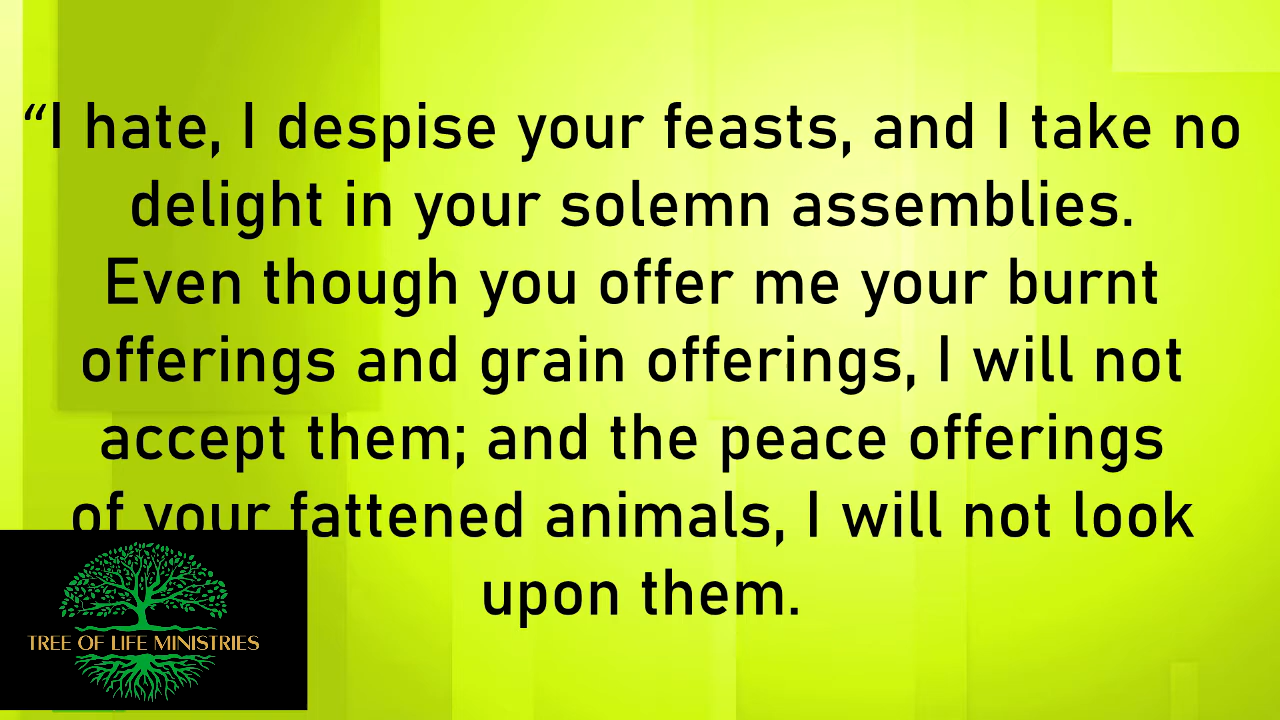 “I hate, I despise your feasts, and I take no
delight in your solemn assemblies.
Even though you offer me your burnt
offerings and grain offerings, I will not
accept them; and the peace offerings
of your fattened animals, I will not look
upon them.
TREE OF LIFE MINISTRIES